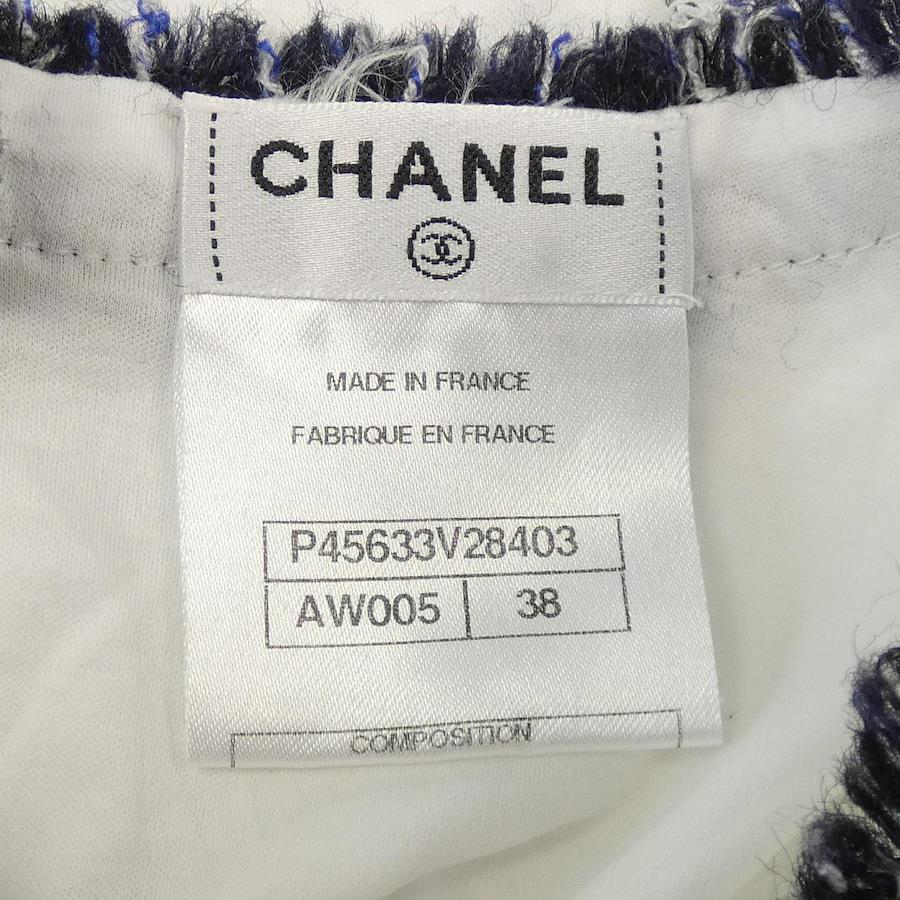 CHANEL
MADE IN FRANCE
FABRIQUE EN FRANCE
P45633V28403
AW005 38
COMPOSITION